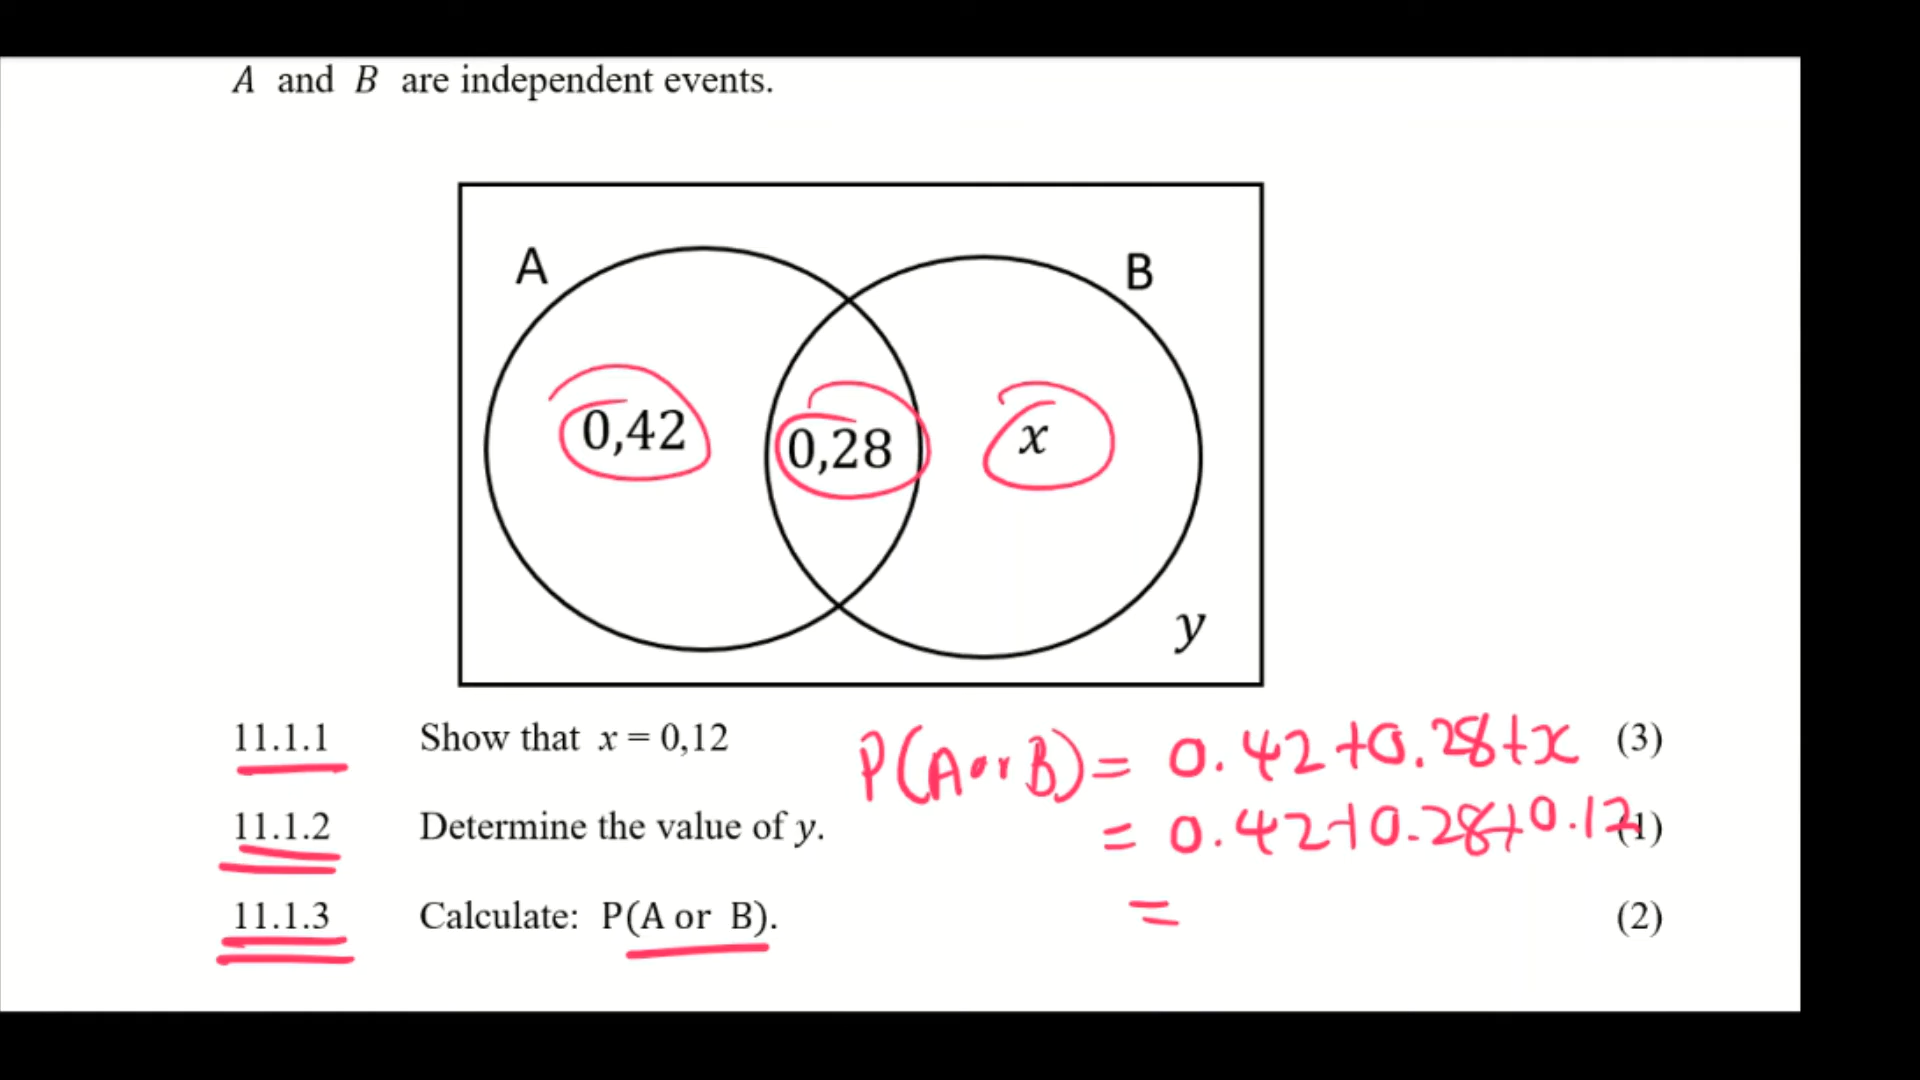 A and B are independent events.
A
B
0,42
0,28
x
y
11.1.1 Show that x = 0,12 (3)
P(A or B) = 0.42+0.28+x
11.1.2 Determine the value of y. (1)
= 0.42+0.28+0.12
11.1.3 Calculate: P(A or B). (2)
=